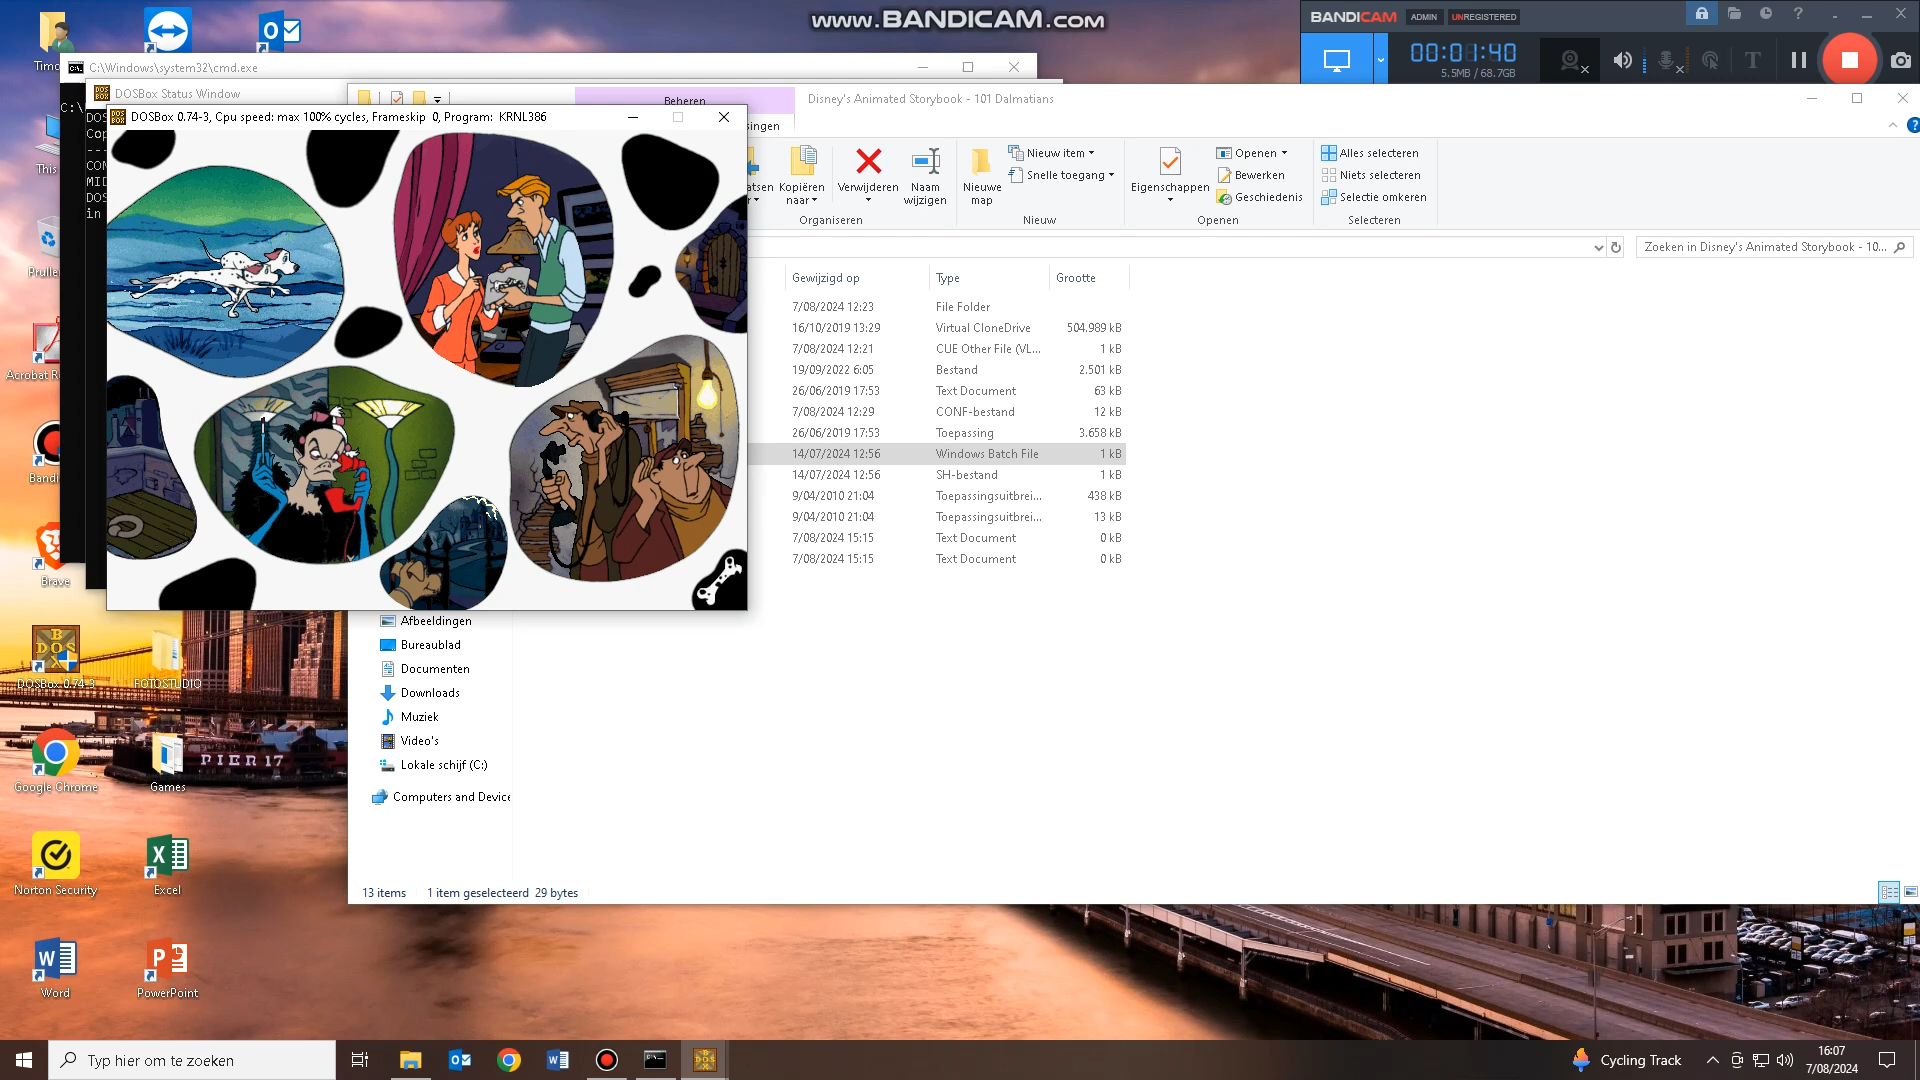 www.BANDICAM.com
BANDICAM ADMIN UNREGISTERED
00:01:40
5.5MB / 68.7GB
C:\Windows\system32\cmd.exe
DOSBox Status Window
DOSBox 0.74-3, Cpu speed: max 100% cycles, Frameskip 0, Program: KRNL386
Beheren
Disney's Animated Storybook - 101 Dalmatians
Kopiëren
naar
Verwijderen
Naam
wijzigen
Organiseren
Nieuwe
map
Nieuw item
Snelle toegang
Nieuw
Eigenschappen
Openen
Bewerken
Geschiedenis
Openen
Alles selecteren
Niets selecteren
Selectie omkeren
Selecteren
Zoeken in Disney's Animated Storybook - 10...
Gewijzigd op Type Grootte
7/08/2024 12:23 File Folder
16/10/2019 13:29 Virtual CloneDrive 504.989 kB
7/08/2024 12:21 CUE Other File (VL... 1 kB
19/09/2022 6:05 Bestand 2.501 kB
26/06/2019 17:53 Text Document 63 kB
7/08/2024 12:29 CONF-bestand 12 kB
26/06/2019 17:53 Toepassing 3.658 kB
14/07/2024 12:56 Windows Batch File 1 kB
14/07/2024 12:56 SH-bestand 1 kB
9/04/2010 21:04 Toepassingsuitbrei... 438 kB
9/04/2010 21:04 Toepassingsuitbrei... 13 kB
7/08/2024 15:15 Text Document 0 kB
7/08/2024 15:15 Text Document 0 kB
Afbeeldingen
Bureaublad
Documenten
Downloads
Muziek
Video's
Lokale schijf (C:)
Computers and Device
13 items 1 item geselecteerd 29 bytes
Brave
DOSBox 0.74-3 FOTOSTUDIO
PIER 17
Google Chrome Games
Norton Security Excel
Word PowerPoint
Typ hier om te zoeken
Cycling Track
16:07
7/08/2024